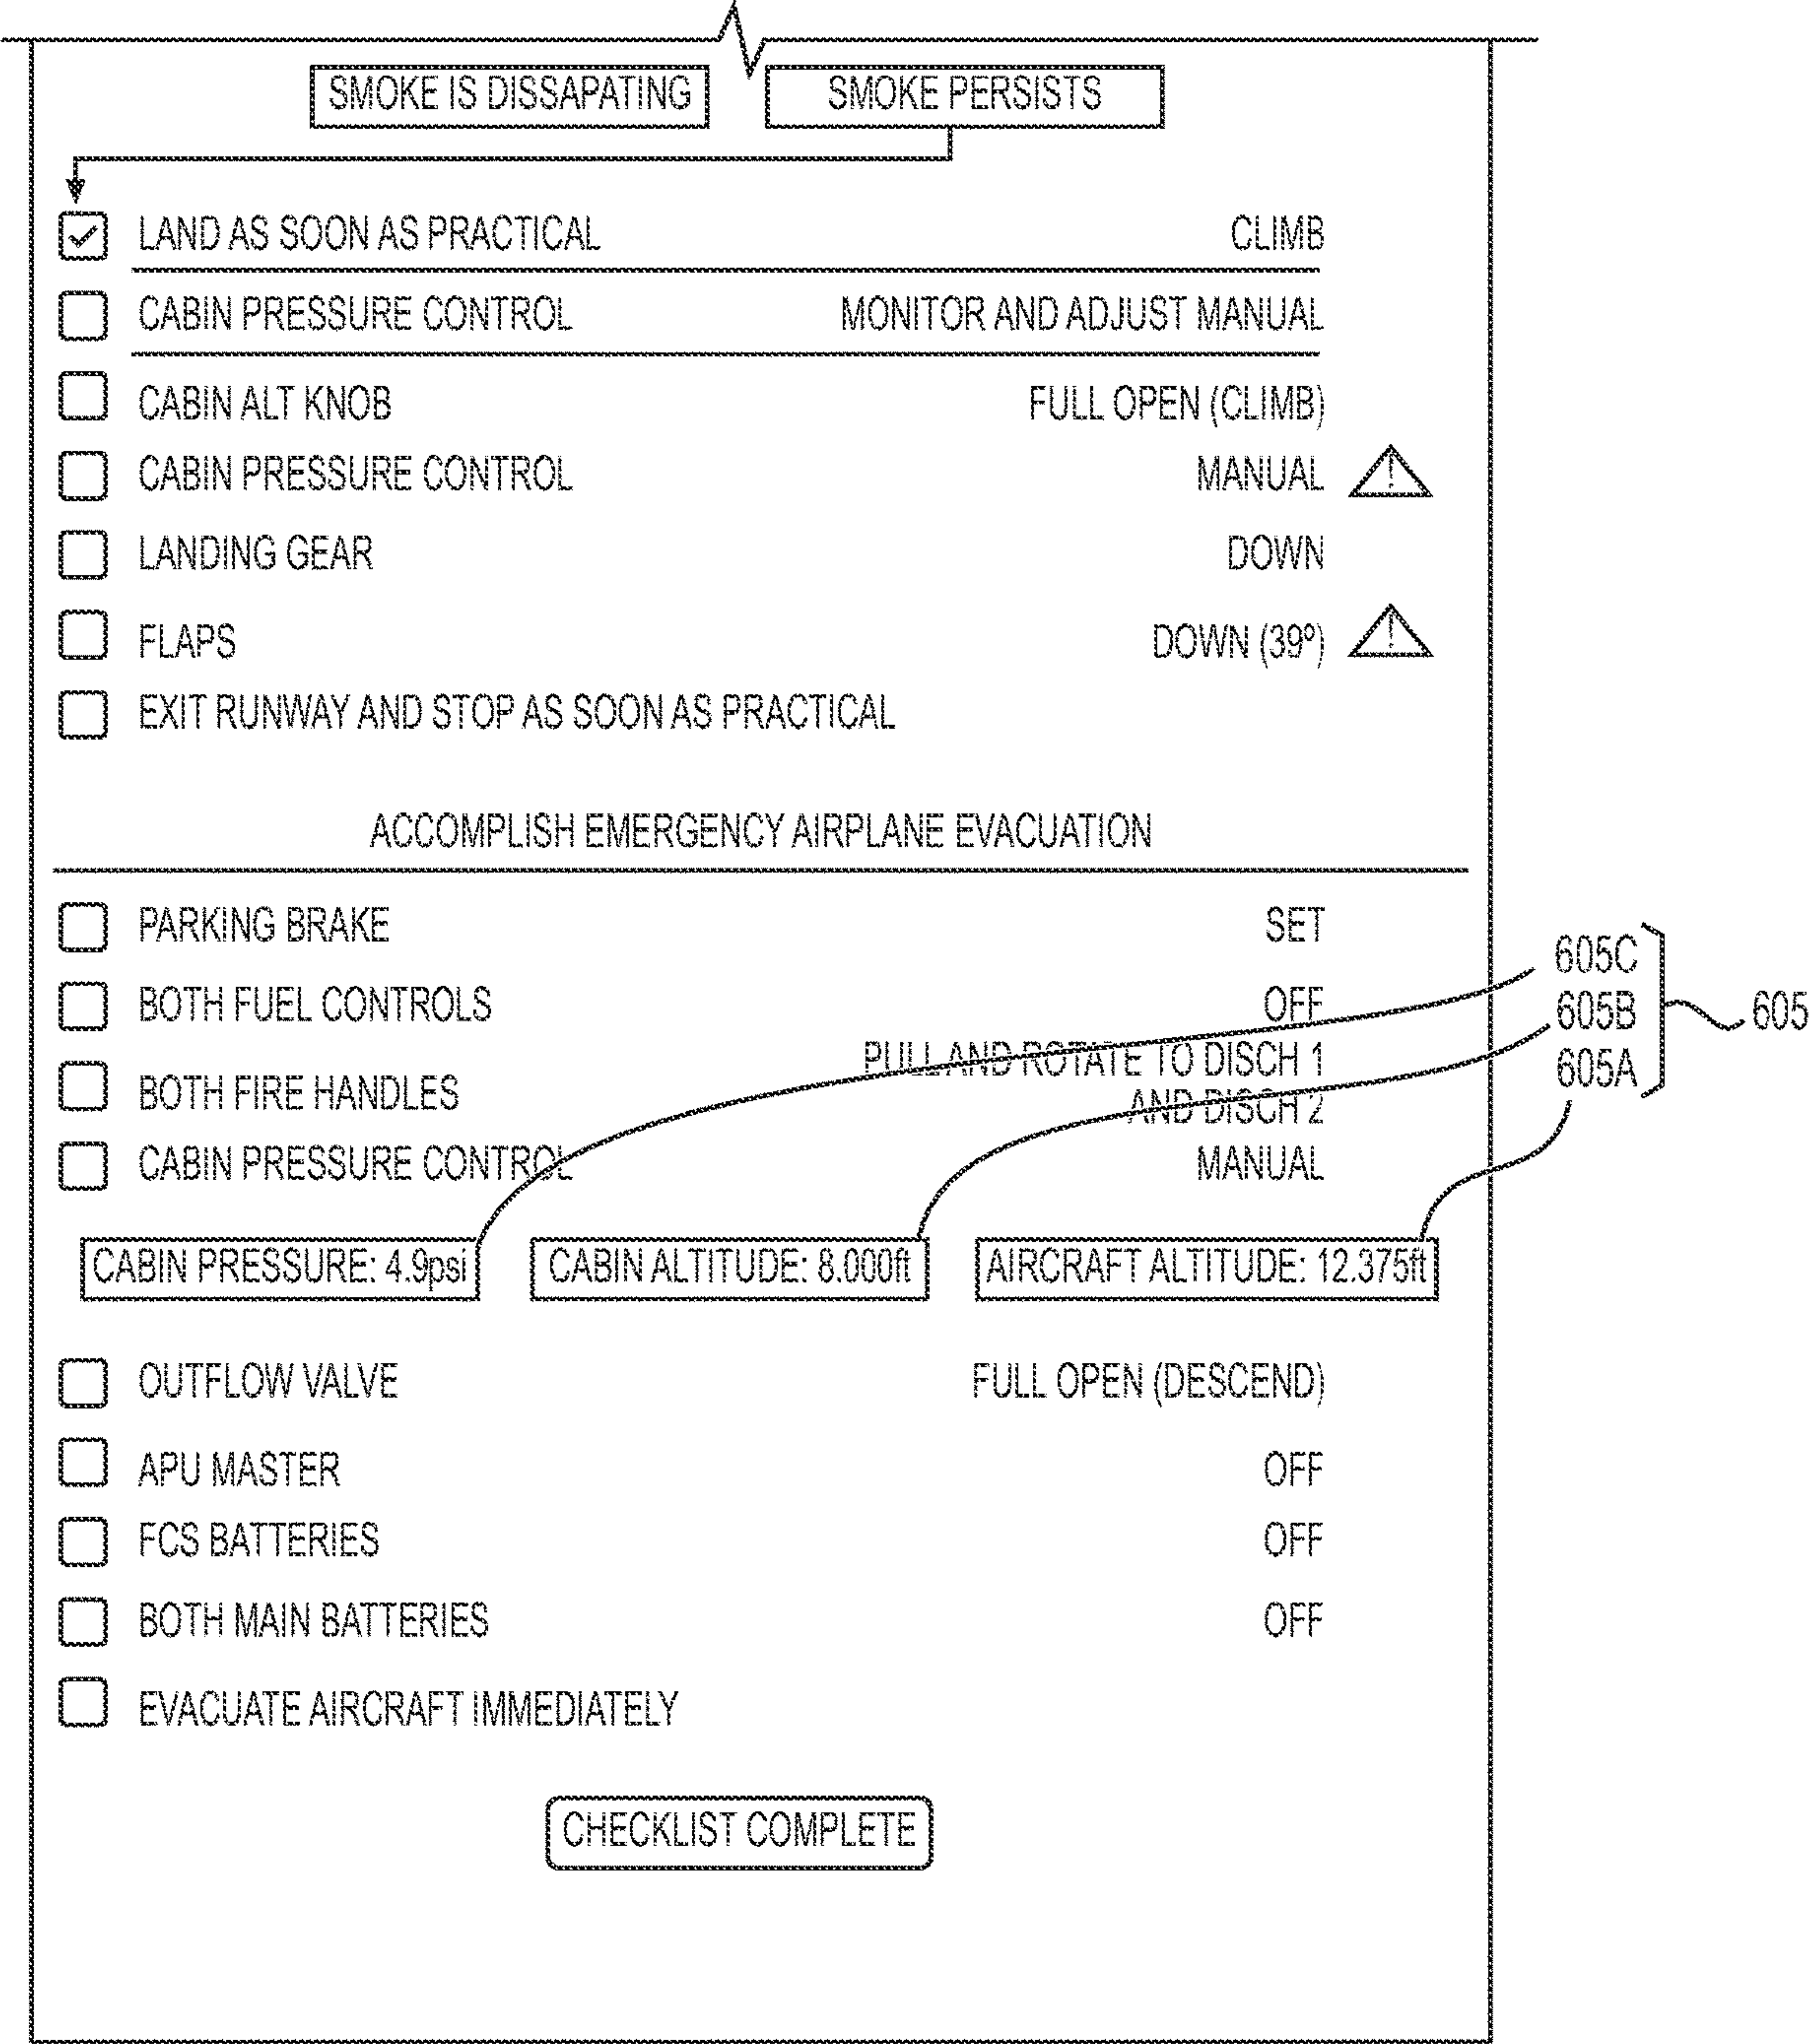 SMOKE IS DISSAPATING SMOKE PERSISTS
LAND AS SOON AS PRACTICAL CLIMB
CABIN PRESSURE CONTROL MONITOR AND ADJUST MANUAL
CABIN ALT KNOB FULL OPEN (CLIMB)
CABIN PRESSURE CONTROL MANUAL !
LANDING GEAR DOWN
FLAPS DOWN (39º) !
EXIT RUNWAY AND STOP AS SOON AS PRACTICAL
ACCOMPLISH EMERGENCY AIRPLANE EVACUATION
PARKING BRAKE SET
605C
BOTH FUEL CONTROLS OFF
605B 605
PULL AND ROTATE TO DISCH 1
605A
BOTH FIRE HANDLES AND DISCH 2
CABIN PRESSURE CONTROL MANUAL
CABIN PRESSURE: 4.9psi CABIN ALTITUDE: 8.000ft AIRCRAFT ALTITUDE: 12.375ft
OUTFLOW VALVE FULL OPEN (DESCEND)
APU MASTER OFF
FCS BATTERIES OFF
BOTH MAIN BATTERIES OFF
EVACUATE AIRCRAFT IMMEDIATELY
CHECKLIST COMPLETE